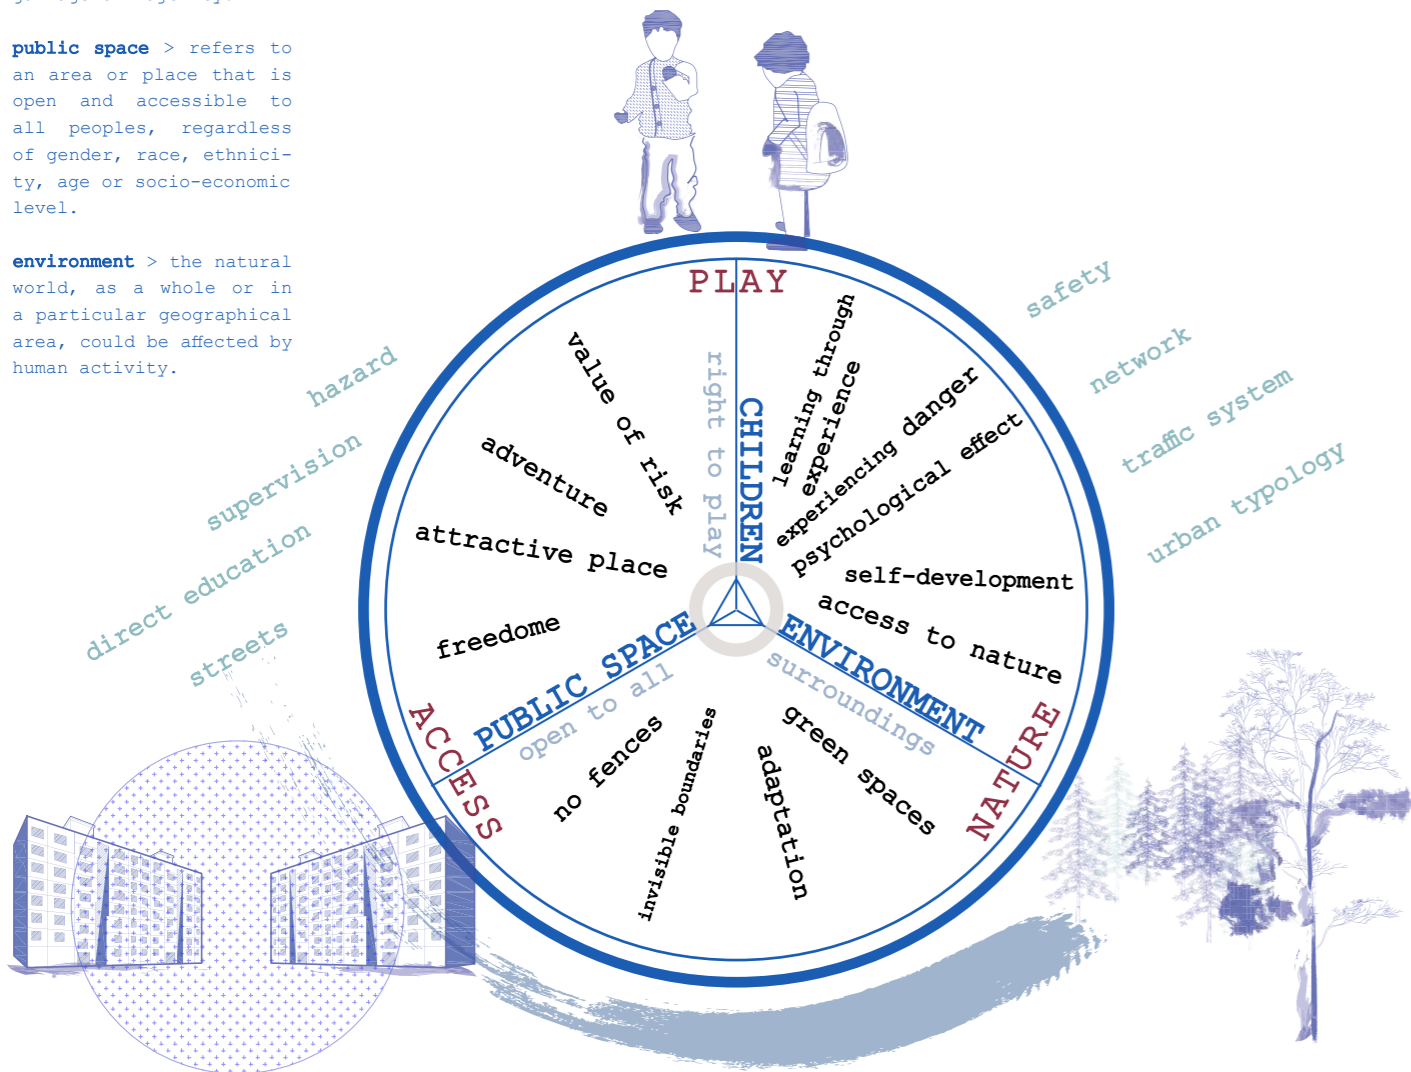 public space > refers to
an area or place that is
open and accessible to
all peoples, regardless
of gender, race, ethnici-
ty, age or socio-economic
level.
environment > the natural
world, as a whole or in
a particular geographical
area, could be affected by
human activity.
hazard
supervision
direct education
streets
safety
network
traffic system
urban typology
PLAY
right to play
CHILDREN
value of risk
adventure
attractive place
freedome
learning through
experience
experiencing danger
psychological effect
self-development
access to nature
PUBLIC SPACE
open to all
ENVIRONMENT
surroundings
ACCESS
NATURE
no fences
invisible boundaries
adaptation
green spaces